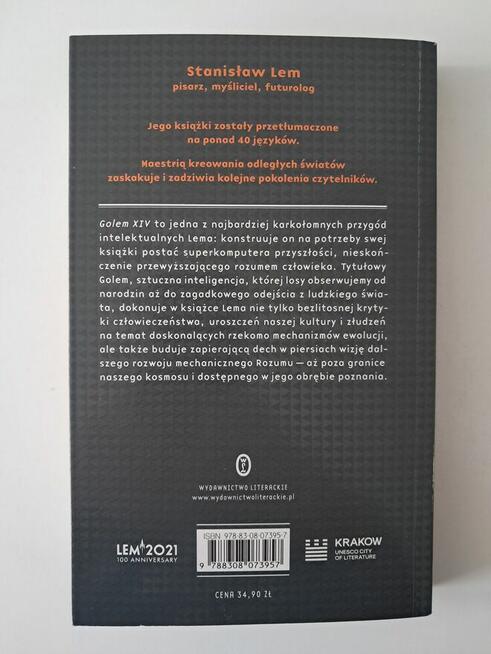 Stanisław Lem
pisarz, myśliciel, futurolog
Jego książki zostały przetłumaczone
na ponad 40 języków.
Maestrią kreowania odległych światów
zaskakuje i zadziwia kolejne pokolenia czytelników.
Golem XIV to jedna z najbardziej karkołomnych przygód
intelektualnych Lema: konstruuje on na potrzeby swej
książki postać superkomputera przyszłości, nieskoń-
czenie przewyższającego rozumem człowieka. Tytułowy
Golem, sztuczna inteligencja, której losy obserwujemy od
narodzin aż do zagadkowego odejścia z ludzkiego świa-
ta, dokonuje w książce Lema nie tylko bezlitosnej kryty-
ki człowieczeństwa, uroszczeń naszej kultury i złudzeń
na temat doskonalących rzekomo mechanizmów ewolucji,
ale także buduje zapierającą dech w piersiach wizję dal-
szego rozwoju mechanicznego Rozumu — aż poza granice
naszego kosmosu i dostępnego w jego obrębie poznania.
WYDAWNICTWO LITERACKIE
www.wydawnictwoliterackie.pl
LEM 2021
100 ANNIVERSARY
ISBN 978-83-08-07395-7
9 788308 073957
KRAKOW
UNESCO CITY
OF LITERATURE
CENA 34,90 ZŁ